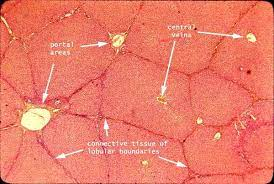 portal
areas
central
veins
connective tissue of
lobular boundaries